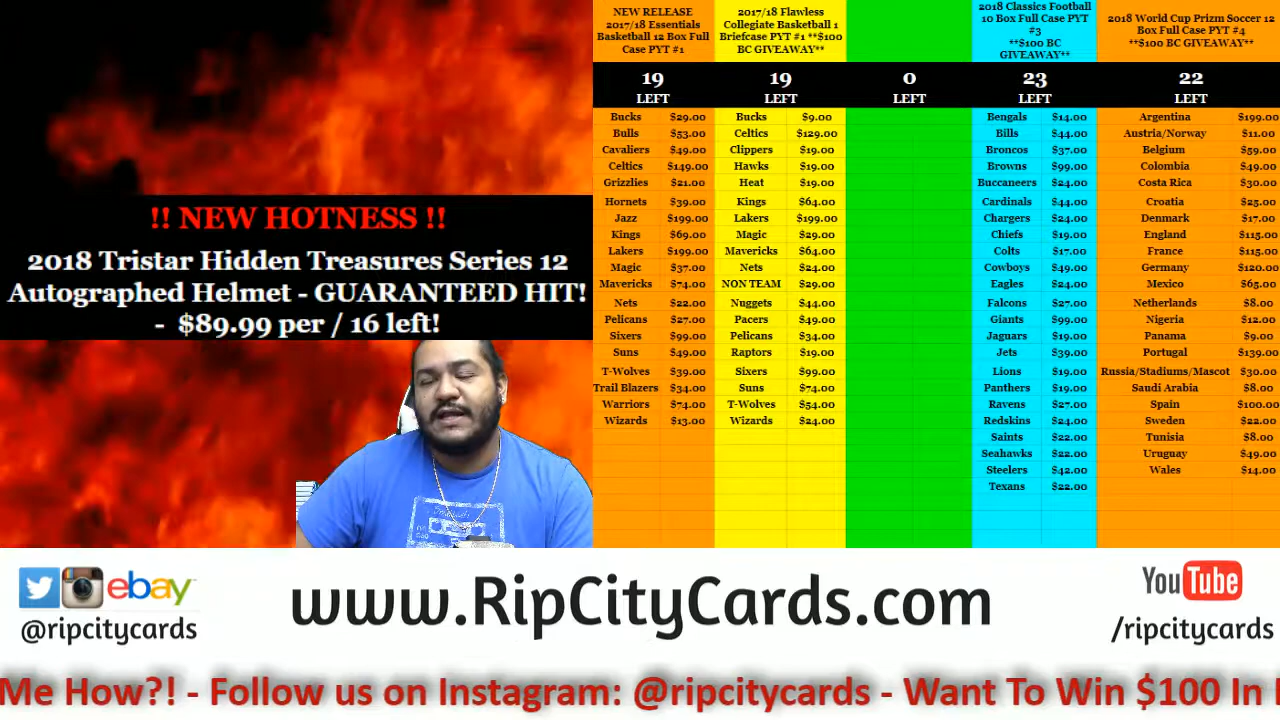 !! NEW HOTNESS !!
2018 Tristar Hidden Treasures Series 12
Autographed Helmet - GUARANTEED HIT!
- $89.99 per / 16 left!
NEW RELEASE
2017/18 Essentials
Basketball 12 Box Full
Case PYT #1
19
LEFT
Bucks $29.00
Bulls $53.00
Cavaliers $49.00
Celtics $149.00
Grizzlies $21.00
Hornets $39.00
Jazz $199.00
Kings $69.00
Lakers $199.00
Magic $37.00
Mavericks $74.00
Nets $22.00
Pelicans $27.00
Sixers $99.00
Suns $49.00
T-Wolves $39.00
Trail Blazers $34.00
Warriors $74.00
Wizards $13.00
2017/18 Flawless
Collegiate Basketball 1
Briefcase PYT #1 **$100
BC GIVEAWAY**
19
LEFT
Bucks $9.00
Celtics $129.00
Clippers $19.00
Hawks $19.00
Heat $19.00
Kings $64.00
Lakers $199.00
Magic $29.00
Mavericks $64.00
Nets $24.00
NON TEAM $29.00
Nuggets $44.00
Pacers $49.00
Pelicans $34.00
Raptors $19.00
Sixers $99.00
Suns $74.00
T-Wolves $54.00
Wizards $24.00
0
LEFT
2018 Classics Football
10 Box Full Case PYT
#3
**$100 BC
GIVEAWAY**
23
LEFT
Bengals $14.00
Bills $44.00
Broncos $37.00
Browns $99.00
Buccaneers $24.00
Cardinals $44.00
Chargers $24.00
Chiefs $19.00
Colts $17.00
Cowboys $49.00
Eagles $24.00
Falcons $27.00
Giants $99.00
Jaguars $19.00
Jets $39.00
Lions $19.00
Panthers $19.00
Ravens $27.00
Redskins $24.00
Saints $22.00
Seahawks $22.00
Steelers $42.00
Texans $22.00
2018 World Cup Prizm Soccer 12
Box Full Case PYT #4
**$100 BC GIVEAWAY**
22
LEFT
Argentina $199.00
Austria/Norway $11.00
Belgium $59.00
Colombia $49.00
Costa Rica $30.00
Croatia $25.00
Denmark $17.00
England $115.00
France $115.00
Germany $120.00
Mexico $65.00
Netherlands $8.00
Nigeria $12.00
Panama $9.00
Portugal $139.00
Russia/Stadiums/Mascot $30.00
Saudi Arabia $8.00
Spain $100.00
Sweden $22.00
Tunisia $8.00
Uruguay $49.00
Wales $14.00
ebay
@ripcitycards
www.RipCityCards.com
YouTube
/ripcitycards
Me How?! - Follow us on Instagram: @ripcitycards - Want To Win $100 In